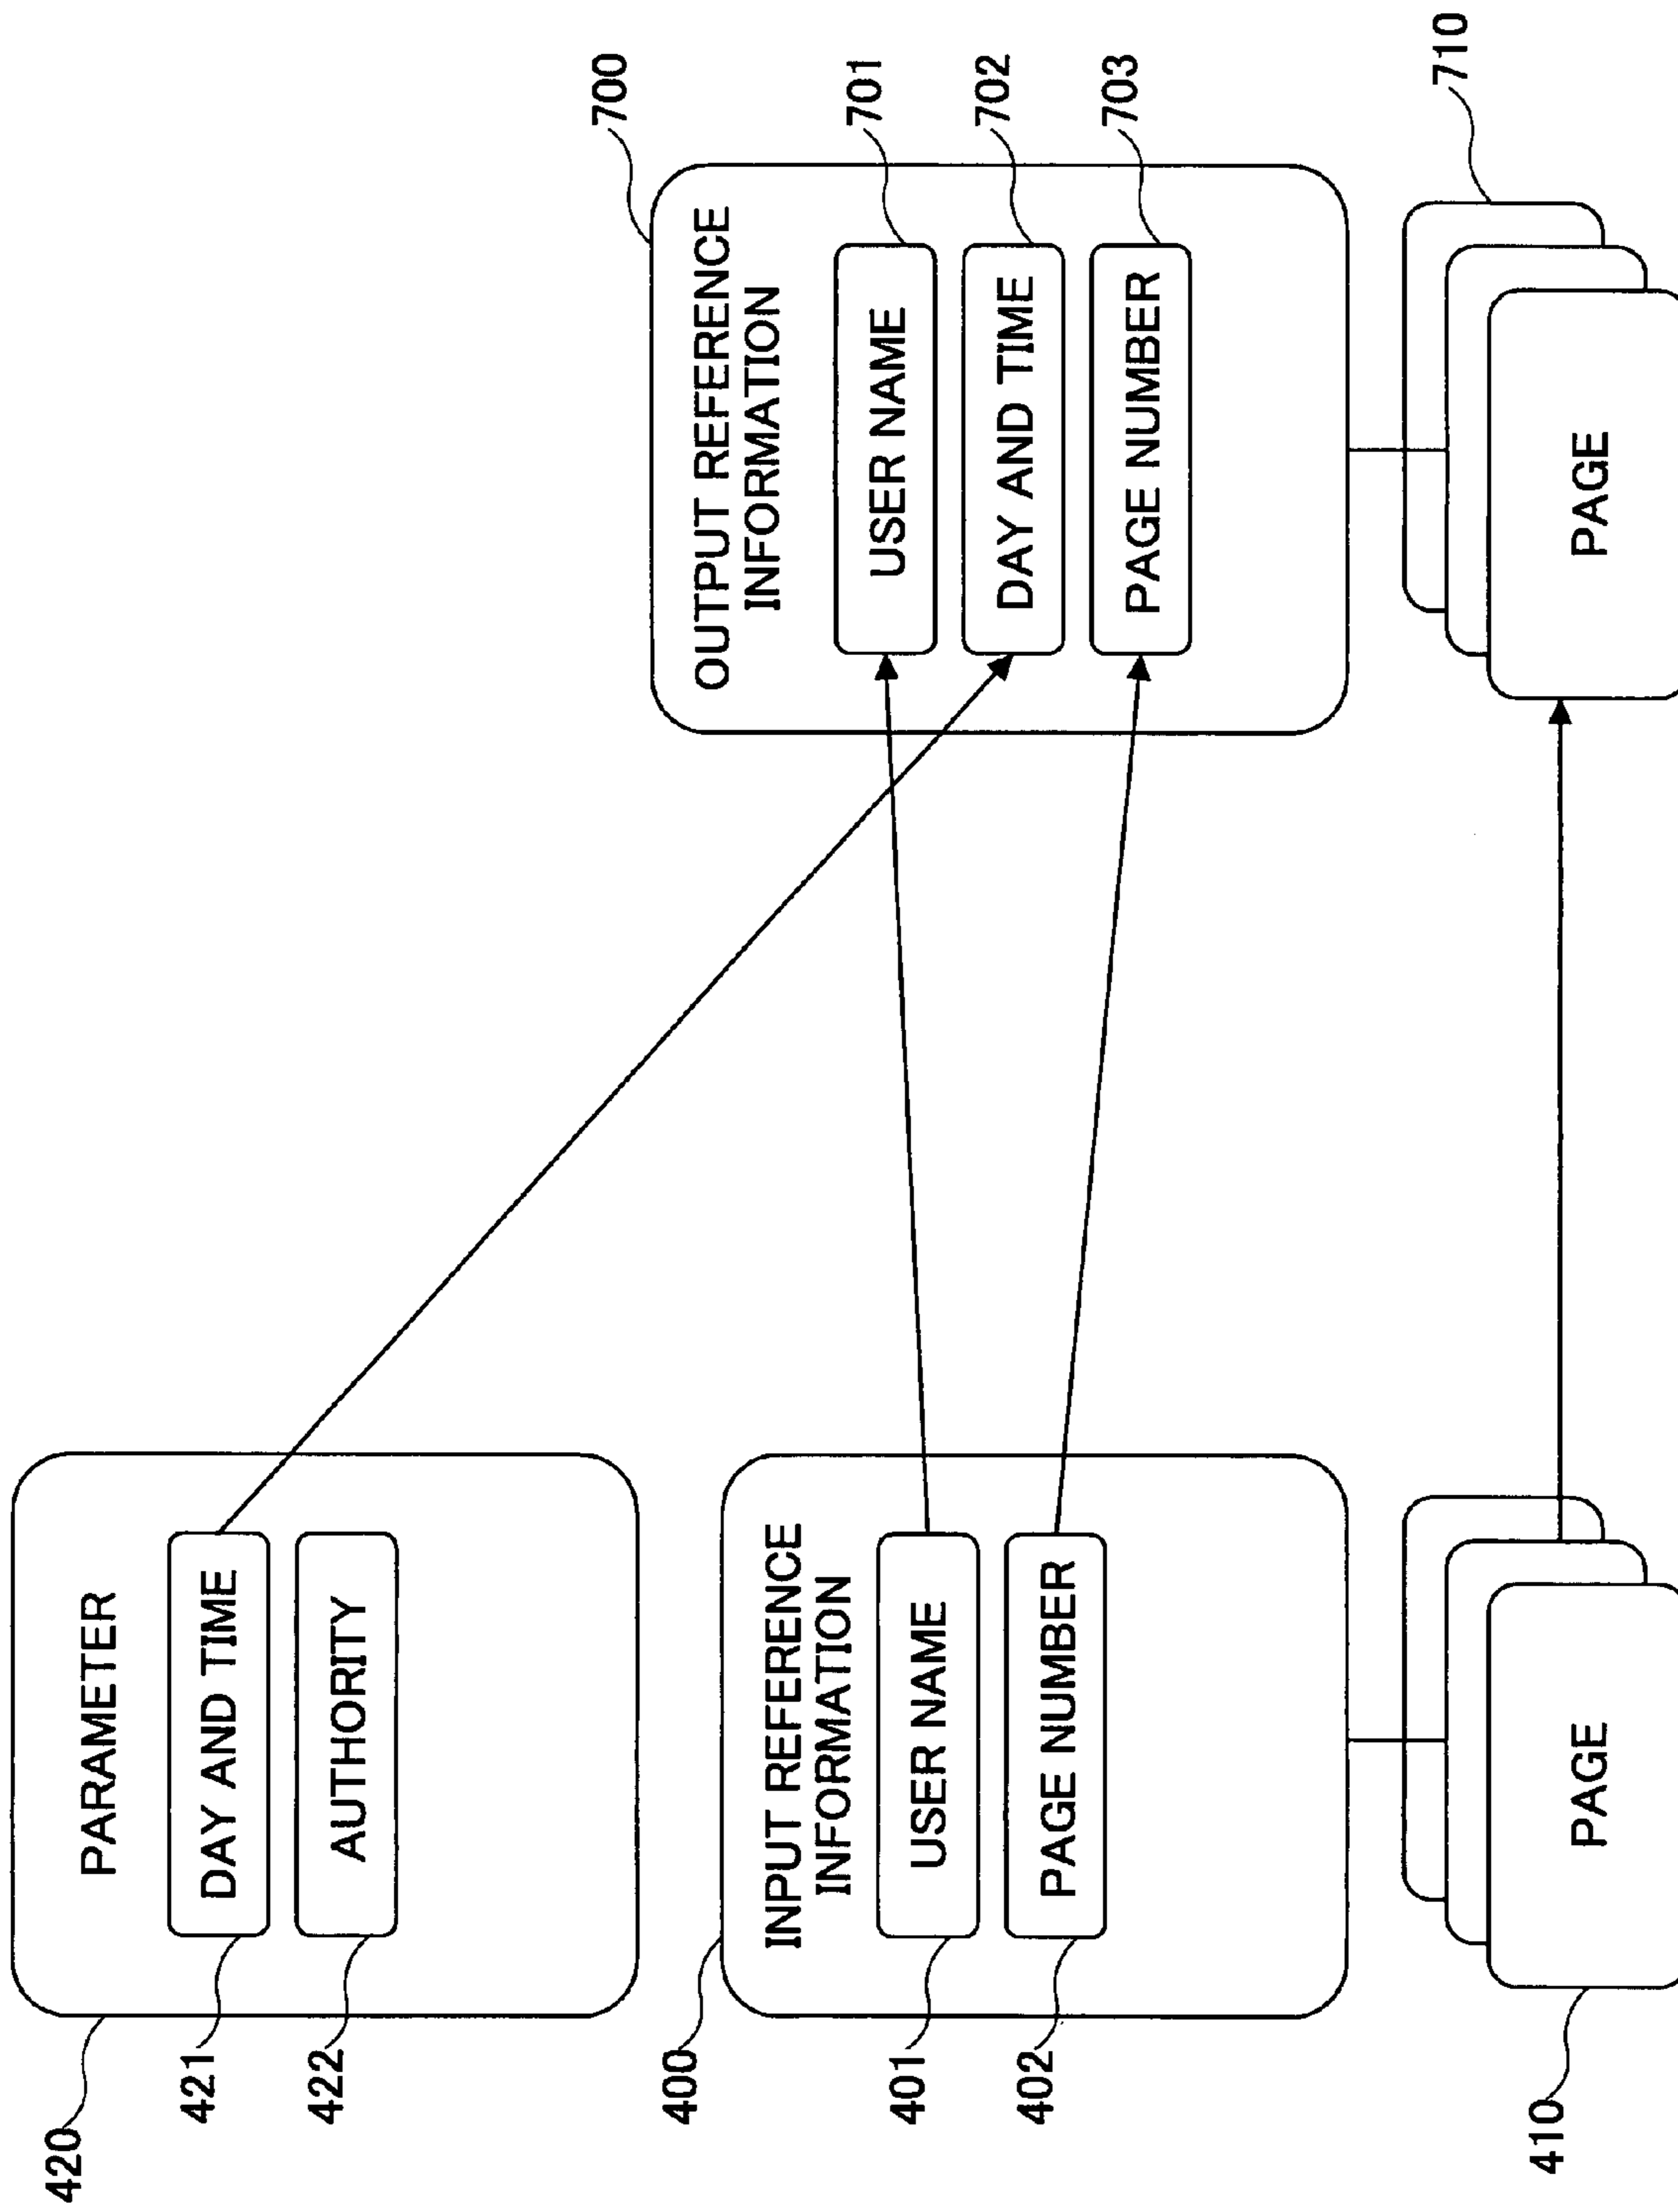 420
PARAMETER
421
DAY AND TIME
422
AUTHORITY
400
INPUT REFERENCE
INFORMATION
401
USER NAME
402
PAGE NUMBER
410
PAGE
700
OUTPUT REFERENCE
INFORMATION
701
USER NAME
702
DAY AND TIME
703
PAGE NUMBER
710
PAGE